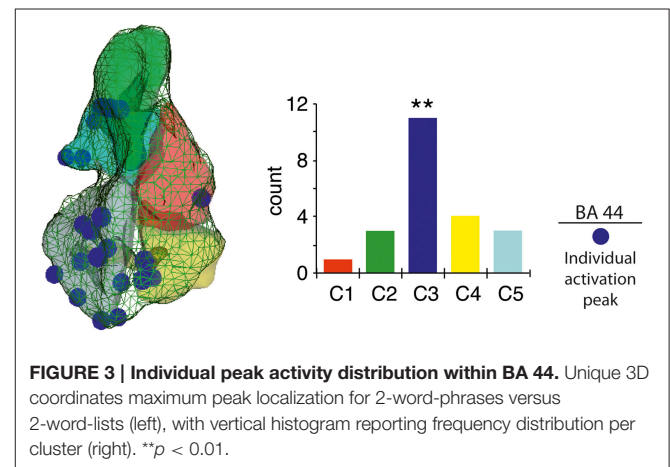 **
12
8
4
0
count
C1 C2 C3 C4 C5
BA 44
Individual
activation
peak
FIGURE 3 | Individual peak activity distribution within BA 44. Unique 3D
coordinates maximum peak localization for 2-word-phrases versus
2-word-lists (left), with vertical histogram reporting frequency distribution per
cluster (right). **p < 0.01.